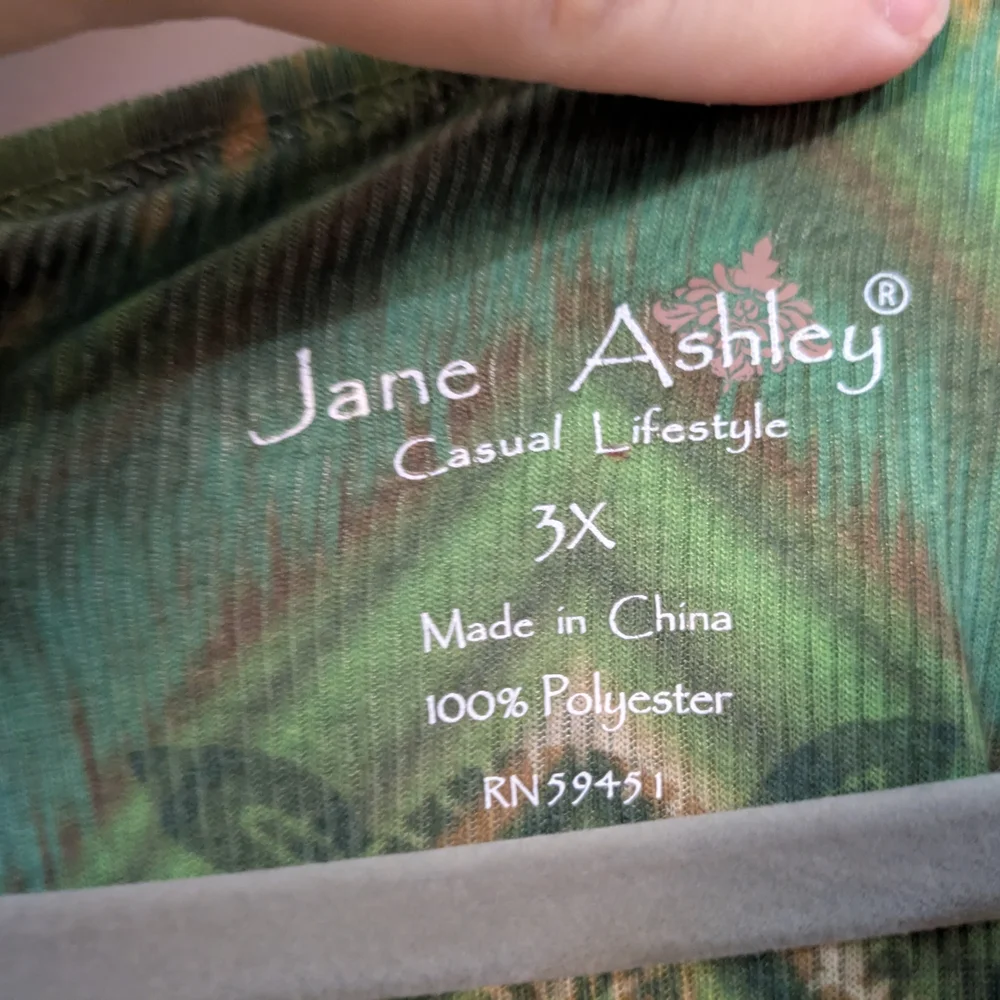 Jane Ashley®
Casual Lifestyle
3X
Made in China
100% Polyester
RN59451